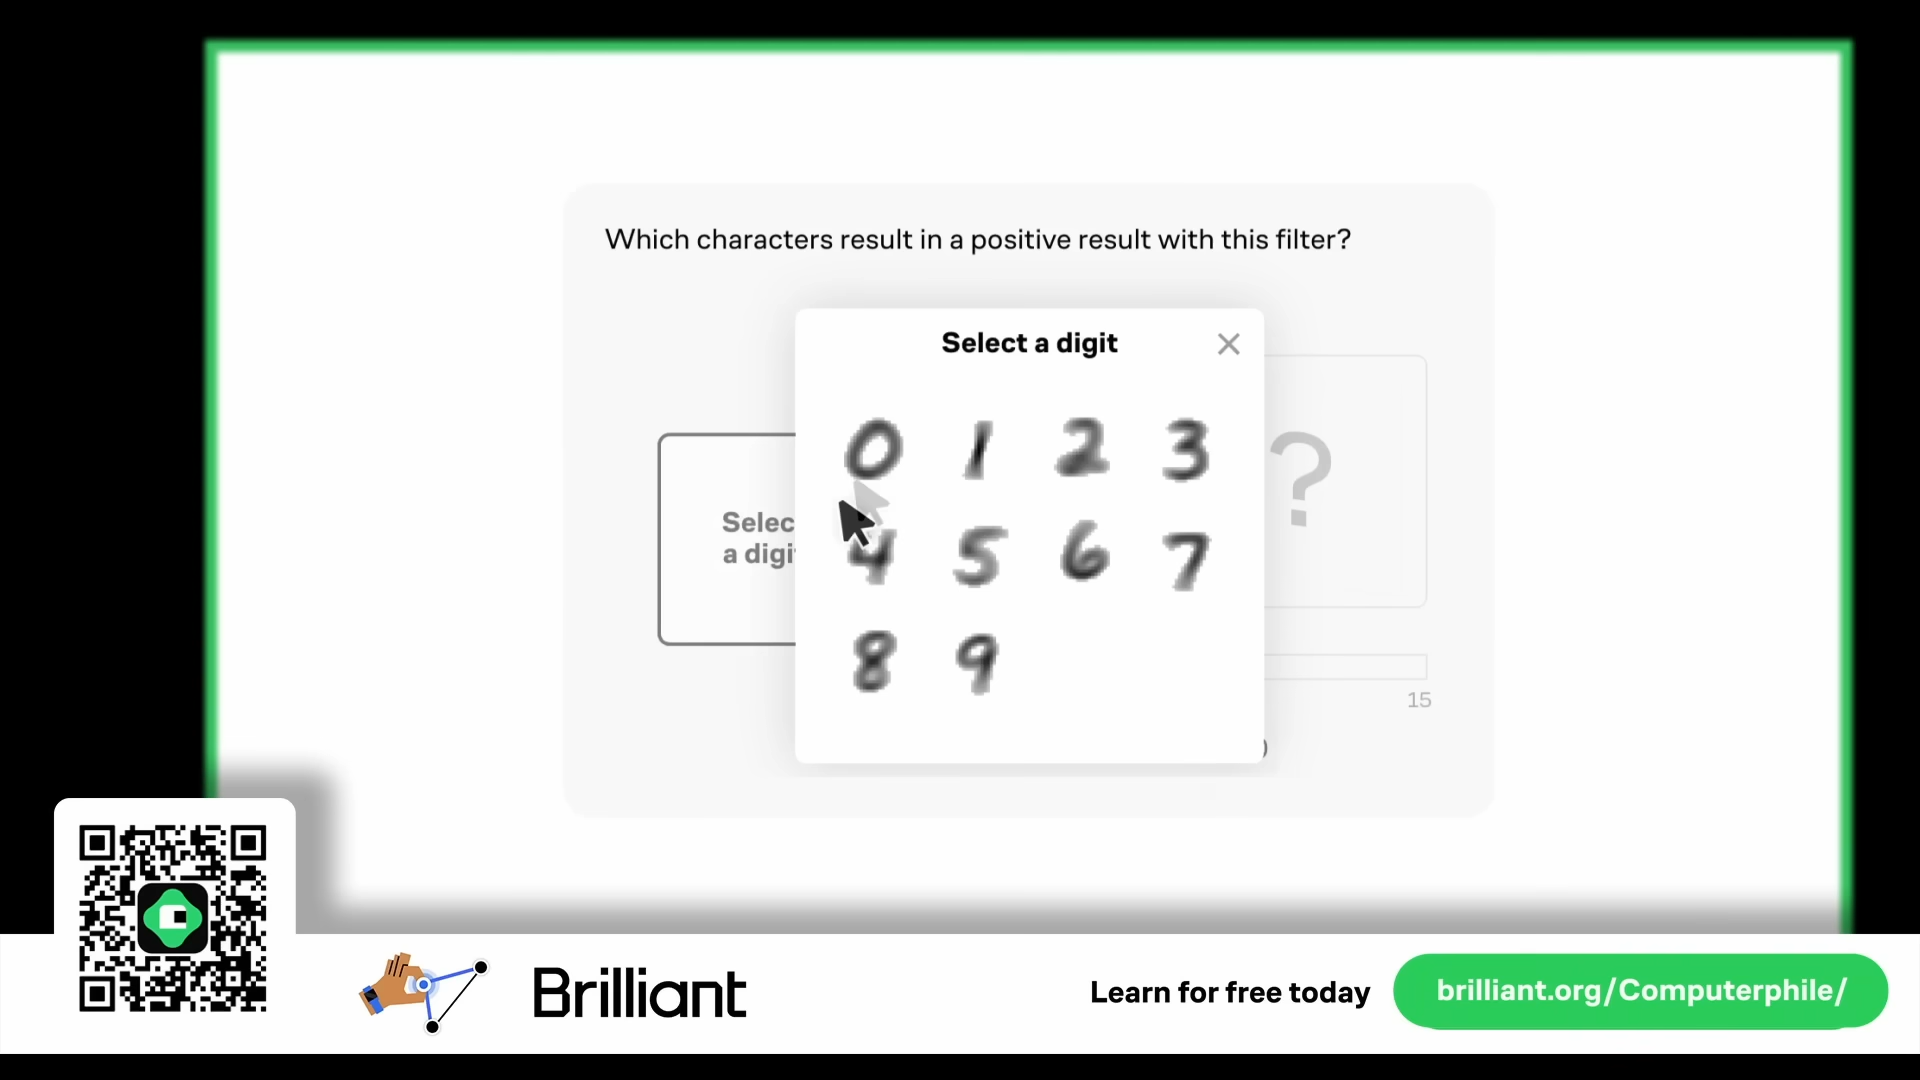 Which characters result in a positive result with this filter?
Select a digit
0 1 2 3
4 5 6 7
8 9
Selec
a digi
?
15
Brilliant
Learn for free today
brilliant.org/Computerphile/